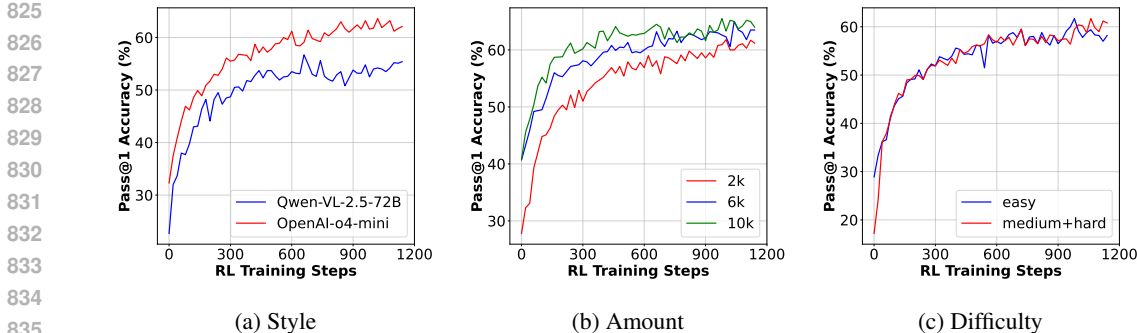 825
826
827
828
829
830
831
832
833
834
835
Pass@1 Accuracy (%)
60
50
40
30
0 300 600 900 1200
RL Training Steps
Qwen-VL-2.5-72B
OpenAI-o4-mini
(a) Style
Pass@1 Accuracy (%)
60
50
40
30
0 300 600 900 1200
RL Training Steps
2k
6k
10k
(b) Amount
Pass@1 Accuracy (%)
60
50
40
30
20
0 300 600 900 1200
RL Training Steps
easy
medium+hard
(c) Difficulty